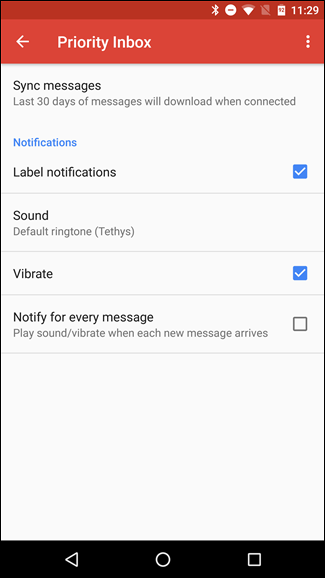 11:29
Priority Inbox
Sync messages
Last 30 days of messages will download when connected
Notifications
Label notifications
Sound
Default ringtone (Tethys)
Vibrate
Notify for every message
Play sound/vibrate when each new message arrives